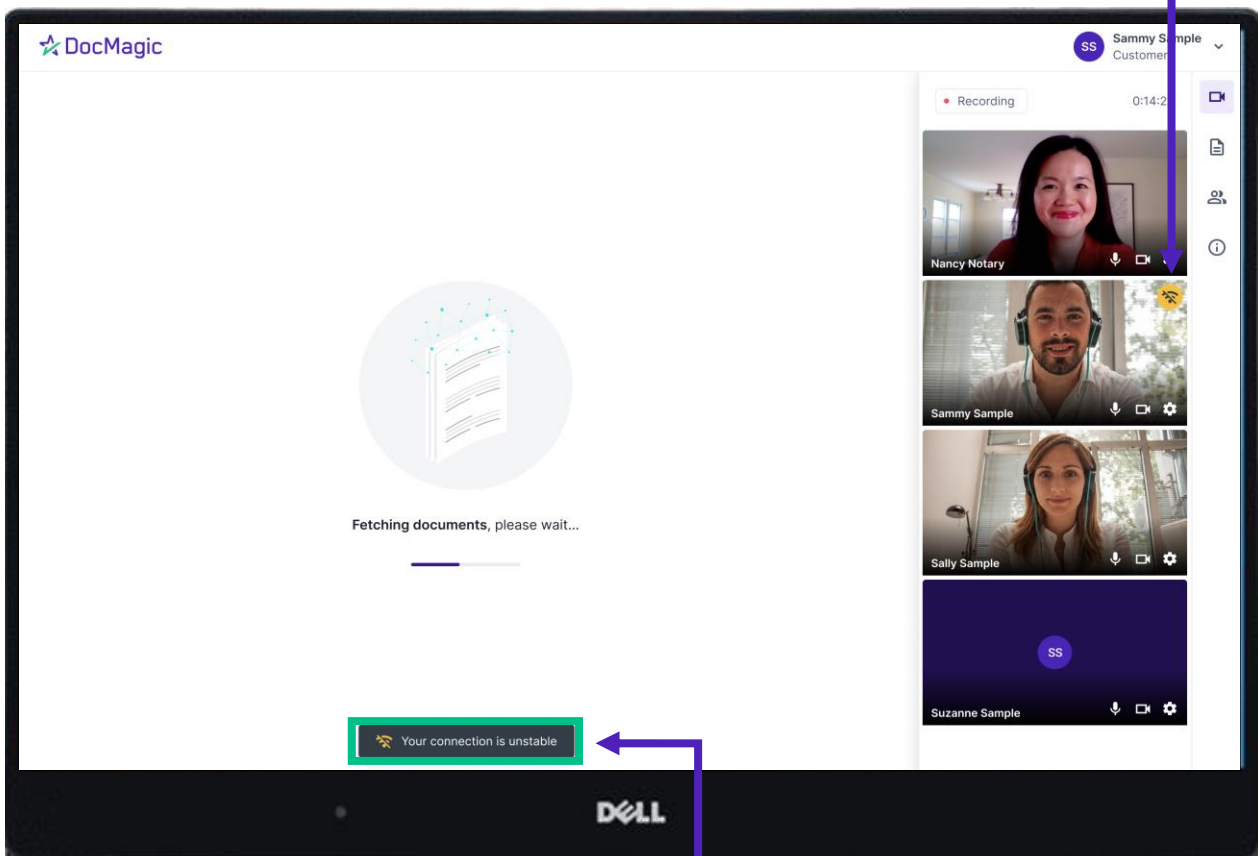 DocMagic
SS
Sammy Sample
Customer
Recording
0:14:2
Nancy Notary
Sammy Sample
Sally Sample
SS
Suzanne Sample
Fetching documents, please wait...
Your connection is unstable
DELL